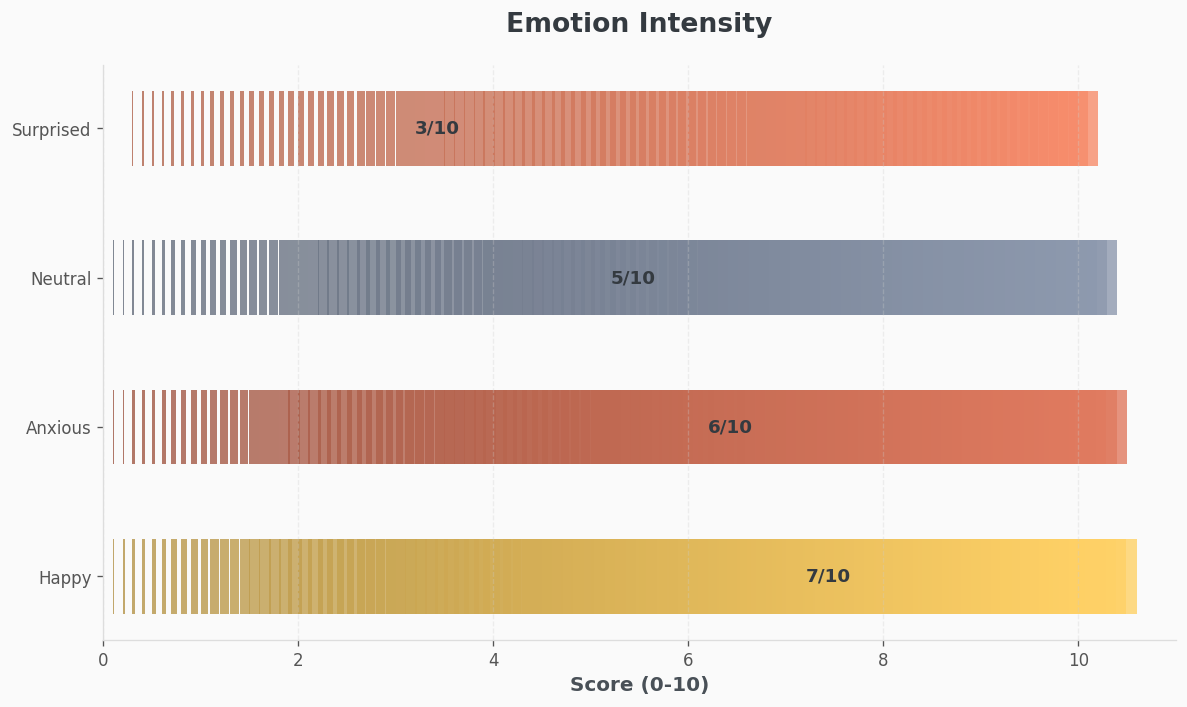 Emotion Intensity
Surprised
3/10
Neutral
5/10
Anxious
6/10
Happy
7/10
0 2 4 6 8 10
Score (0-10)